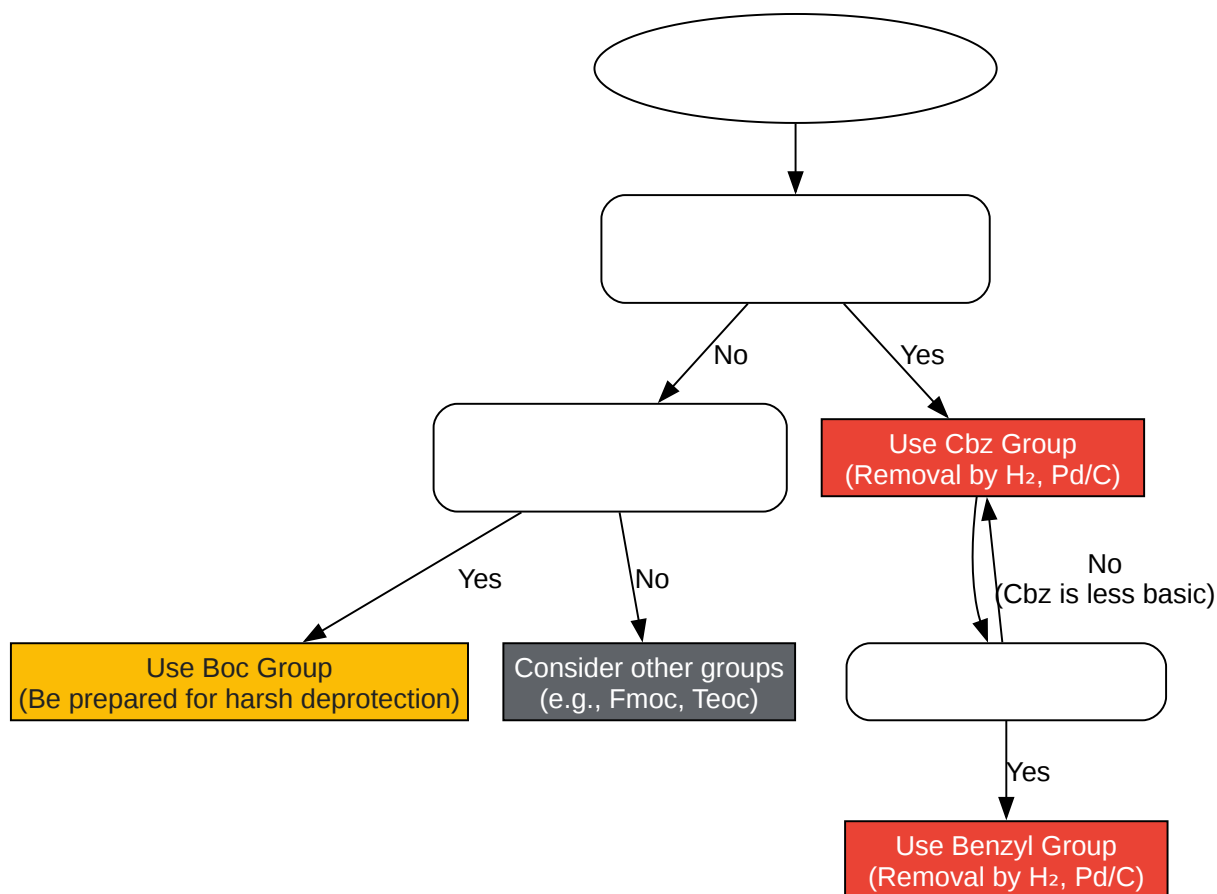 No
Yes
Use Cbz Group
(Removal by H₂, Pd/C)
Yes
No
No
(Cbz is less basic)
Use Boc Group
(Be prepared for harsh deprotection)
Consider other groups
(e.g., Fmoc, Teoc)
Yes
Use Benzyl Group
(Removal by H₂, Pd/C)